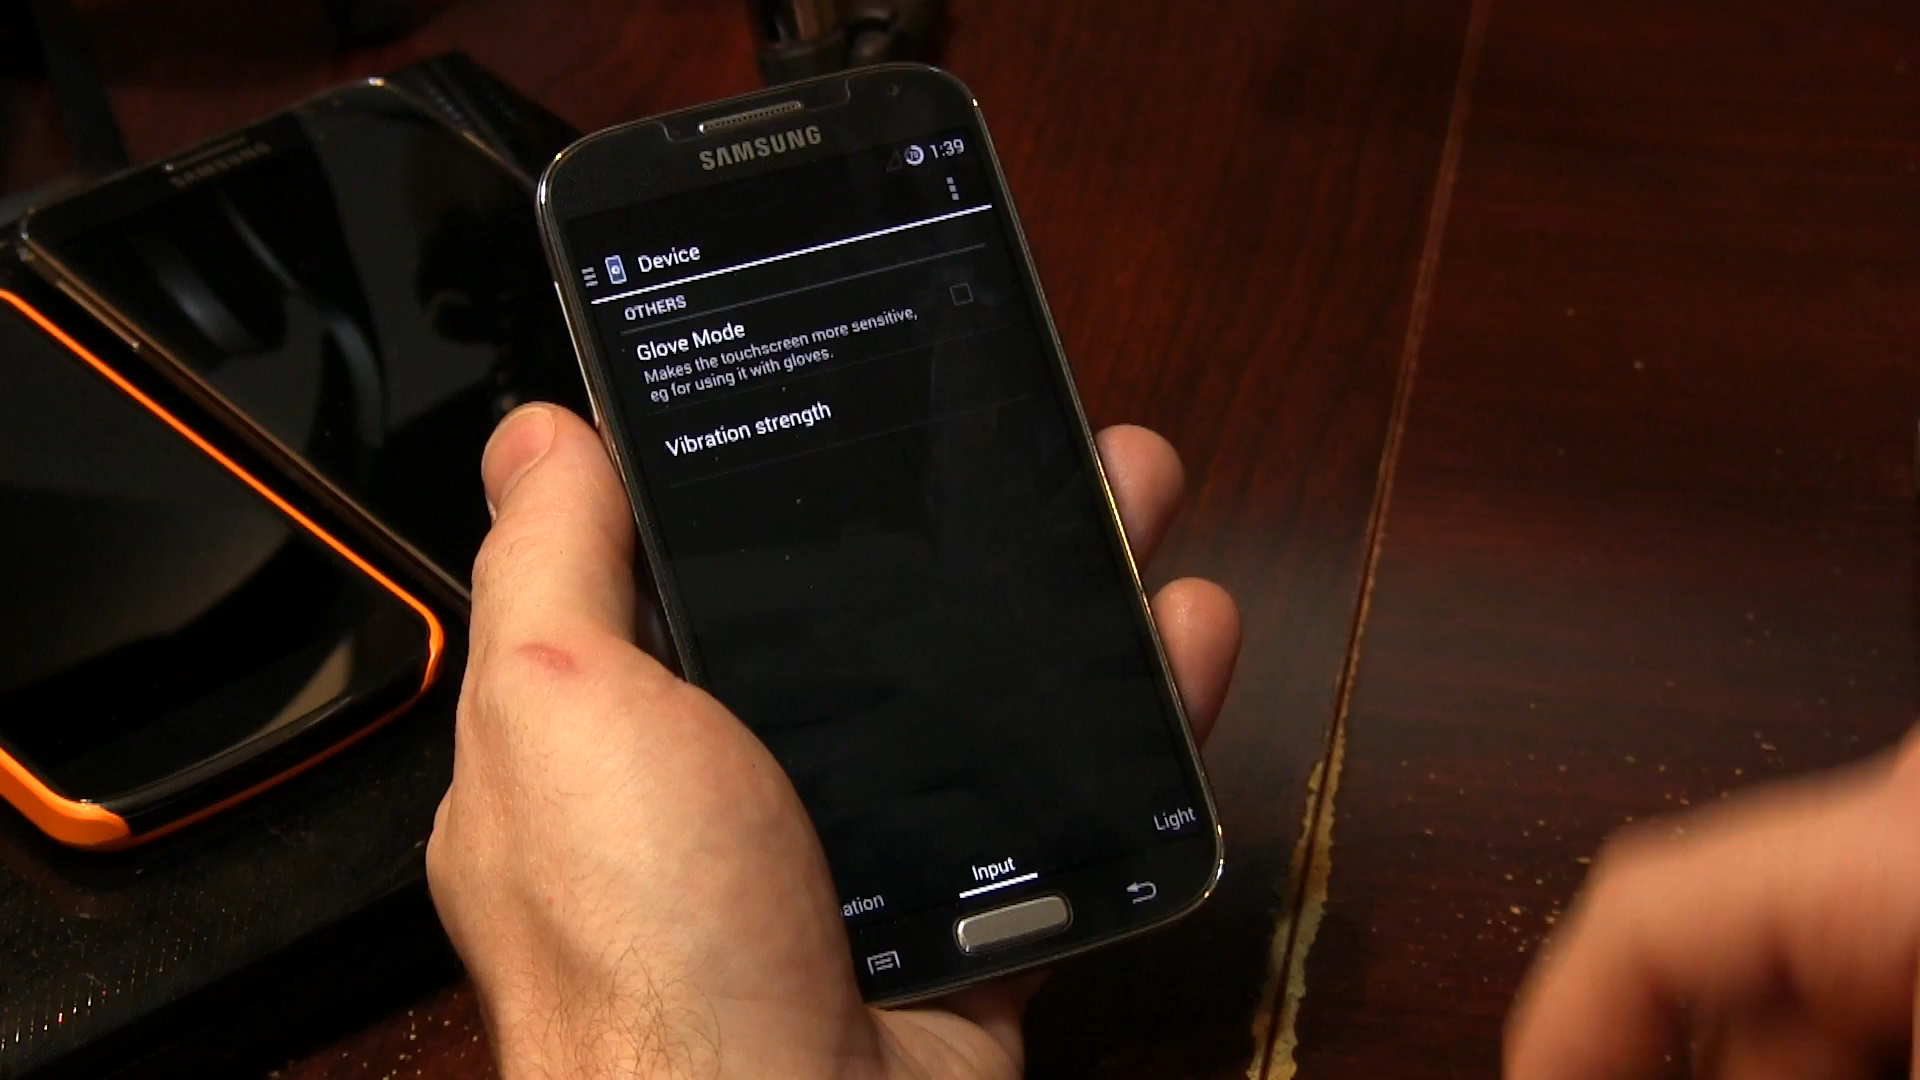 SAMSUNG
SAMSUNG
1:39
Device
OTHERS
Glove Mode
Makes the touchscreen more sensitive,
eg for using it with gloves.
Vibration strength
Light
Input
ation